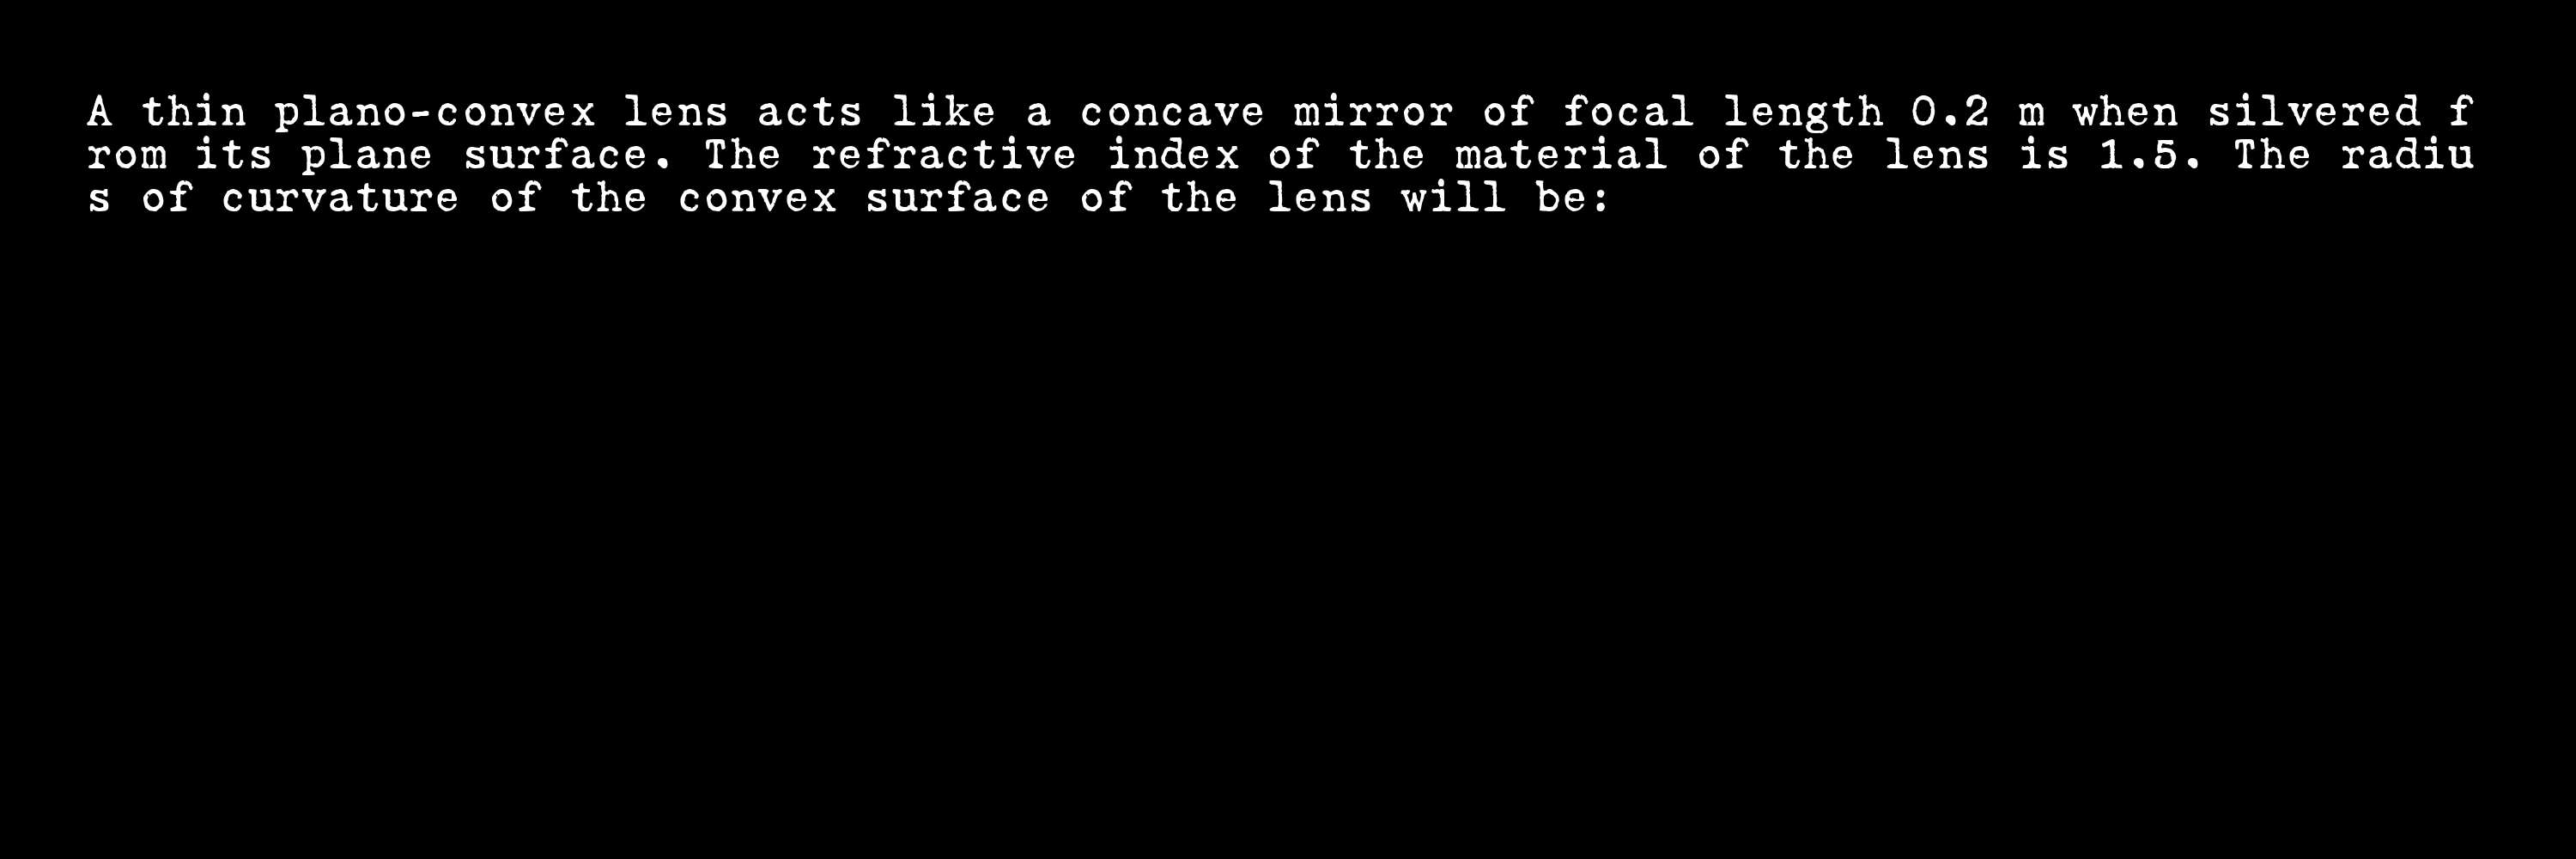 A thin plano-convex lens acts like a concave mirror of focal length 0.2 m when silvered f
rom its plane surface. The refractive index of the material of the lens is 1.5. The radiu
s of curvature of the convex surface of the lens will be: